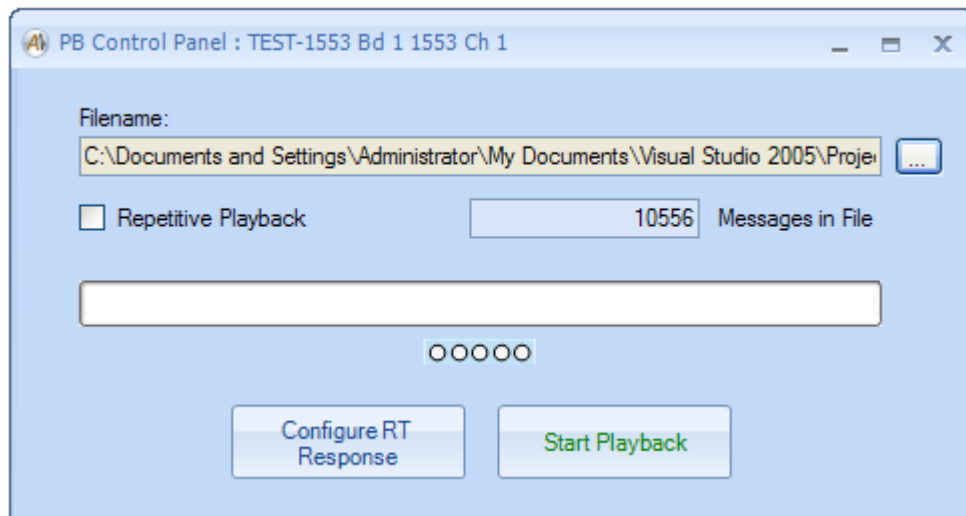 PB Control Panel : TEST-1553 Bd 1 1553 Ch 1
Filename:
C:\Documents and Settings\Administrator\My Documents\Visual Studio 2005\Projec
...
Repetitive Playback
10556 Messages in File
Configure RT
Response
Start Playback